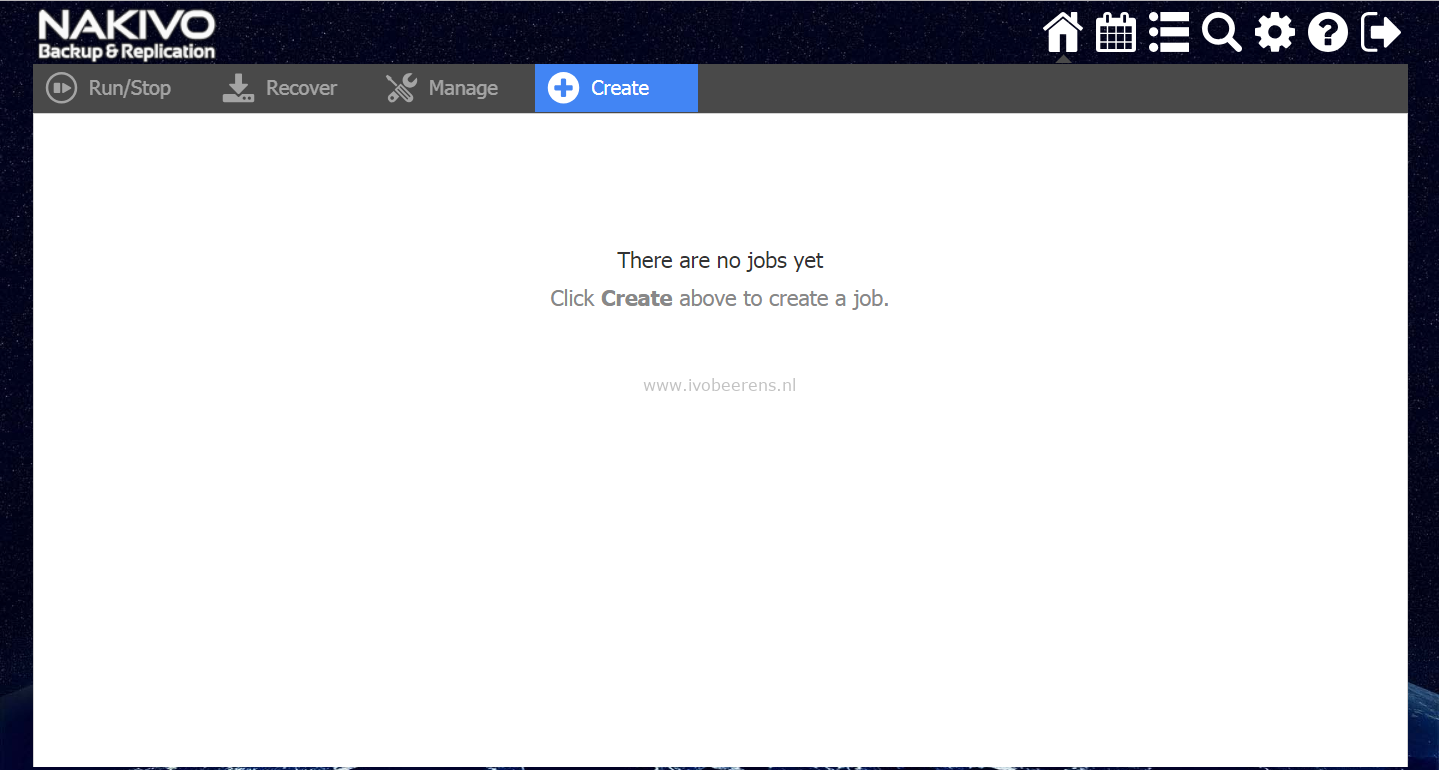 NAKIVO
Backup & Replication
Run/Stop
Recover
Manage
Create
There are no jobs yet
Click Create above to create a job.
www.ivobeerens.nl